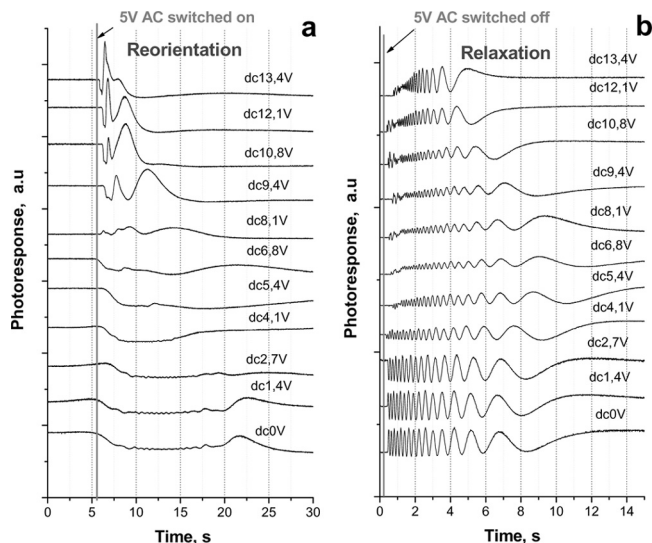 5V AC switched on
a
Reorientation
dc13,4V
dc12,1V
dc10,8V
dc9,4V
dc8,1V
dc6,8V
dc5,4V
dc4,1V
dc2,7V
dc1,4V
dc0V
Photoresponse, a.u
0 5 10 15 20 25 30
Time, s
5V AC switched off
b
Relaxation
dc13,4V
dc12,1V
dc10,8V
dc9,4V
dc8,1V
dc6,8V
dc5,4V
dc4,1V
dc2,7V
dc1,4V
dc0V
Photoresponse, a.u
0 2 4 6 8 10 12 14
Time, s